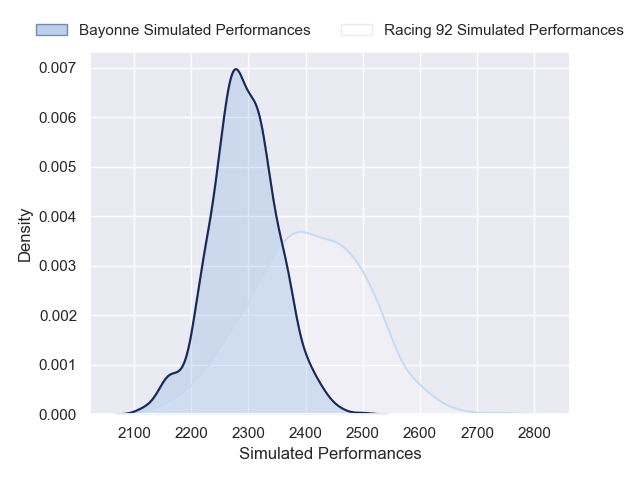 Bayonne Simulated Performances
Racing 92 Simulated Performances
0.007
0.006
0.005
0.004
0.003
0.002
0.001
0.000
Density
2100 2200 2300 2400 2500 2600 2700 2800
Simulated Performances